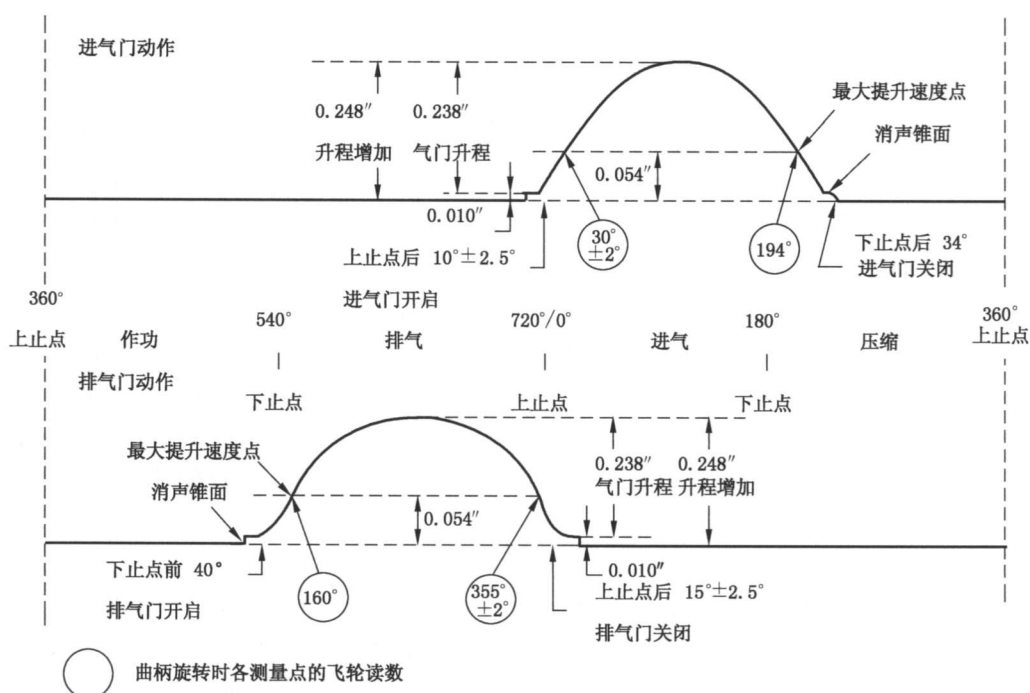 进气门动作
0.248″
升程增加
0.238″
气门升程
0.010″
0.054″
最大提升速度点
消声锥面
上止点后 10°±2.5°
进气门开启
30°
±2°
194°
下止点后 34°
进气门关闭
360°
上止点
作功
540°
下止点
排气
720°/0°
上止点
进气
180°
下止点
压缩
360°
上止点
排气门动作
最大提升速度点
消声锥面
0.054″
0.238″
气门升程
0.248″
升程增加
0.010″
下止点前 40°
排气门开启
160°
355°
±2°
上止点后 15°±2.5°
排气门关闭
曲柄旋转时各测量点的飞轮读数